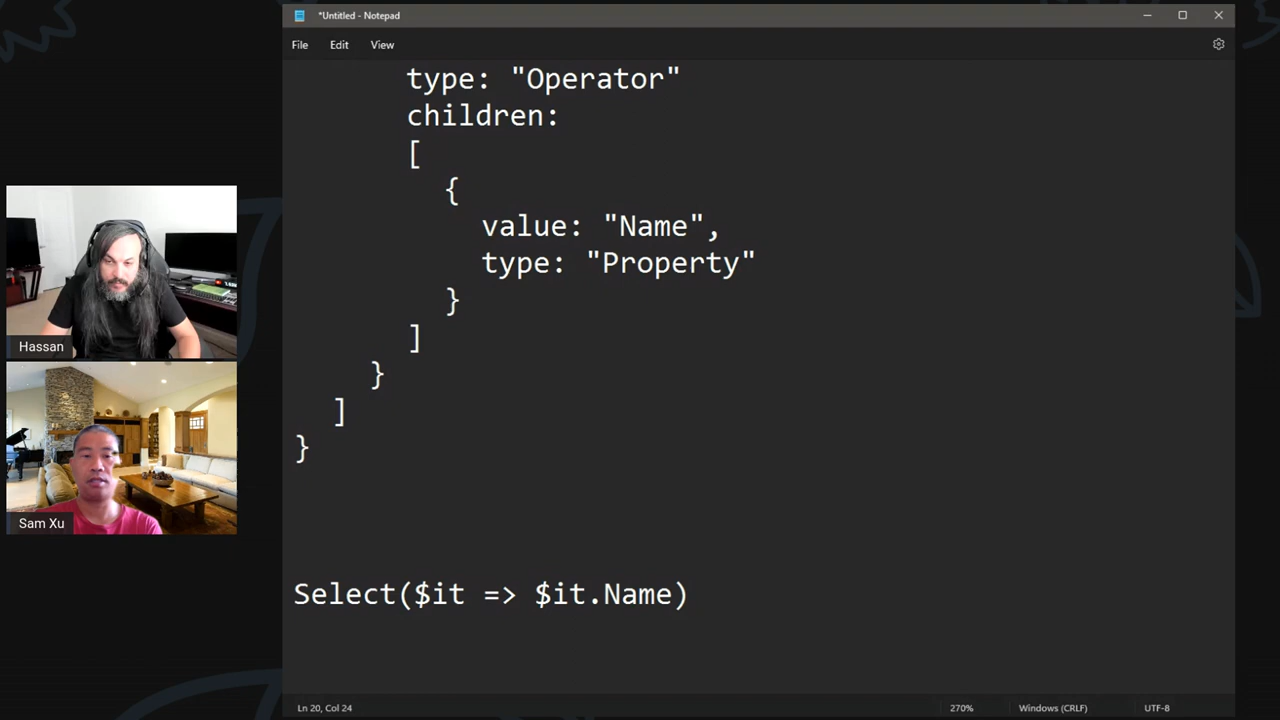 *Untitled - Notepad
File Edit View
type: "Operator"
children:
[
{
value: "Name",
type: "Property"
}
]
}
]
}
Select($it => $it.Name)
Hassan
Sam Xu
Ln 20, Col 24
270%
Windows (CRLF)
UTF-8